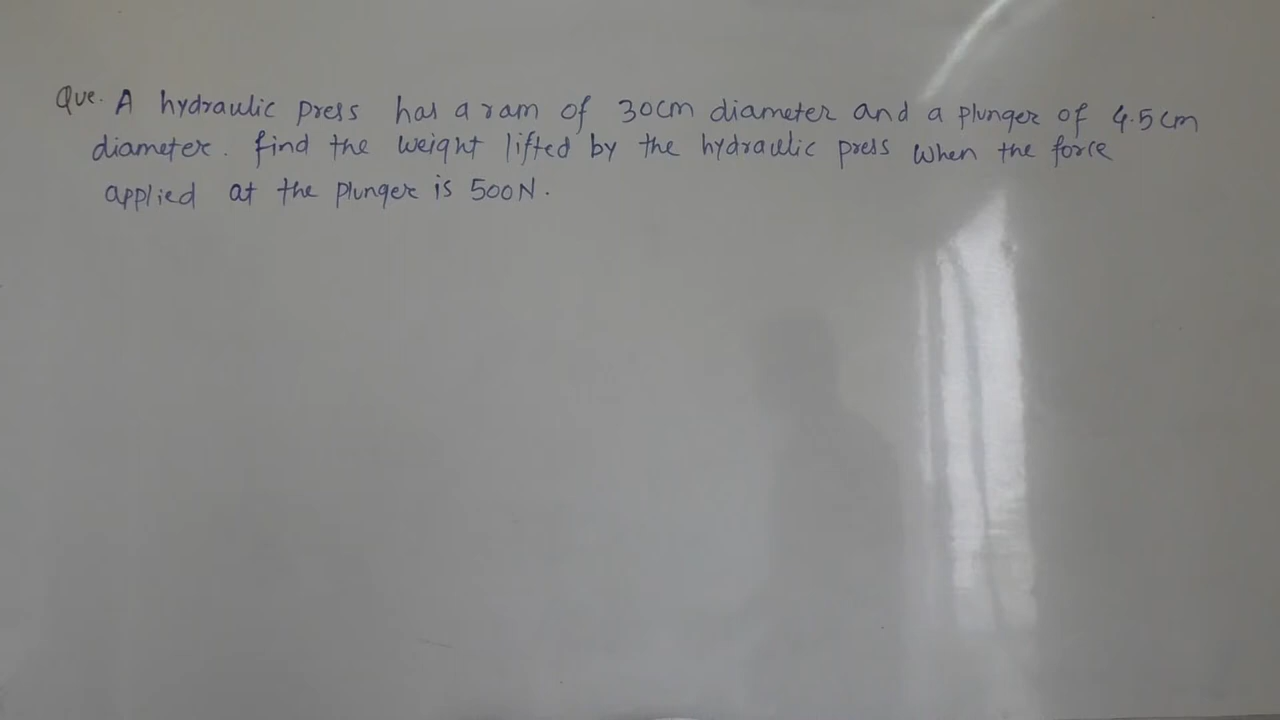 Que. A hydraulic press has a ram of 30cm diameter and a plunger of 4.5cm
diameter. find the weight lifted by the hydraulic press when the force
applied at the plunger is 500N.